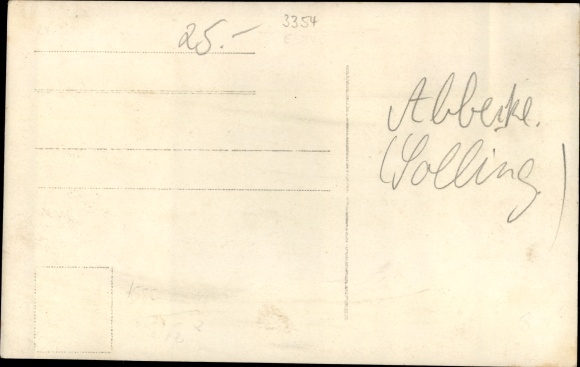 25.-
3354
Abbecke.
(Solling)